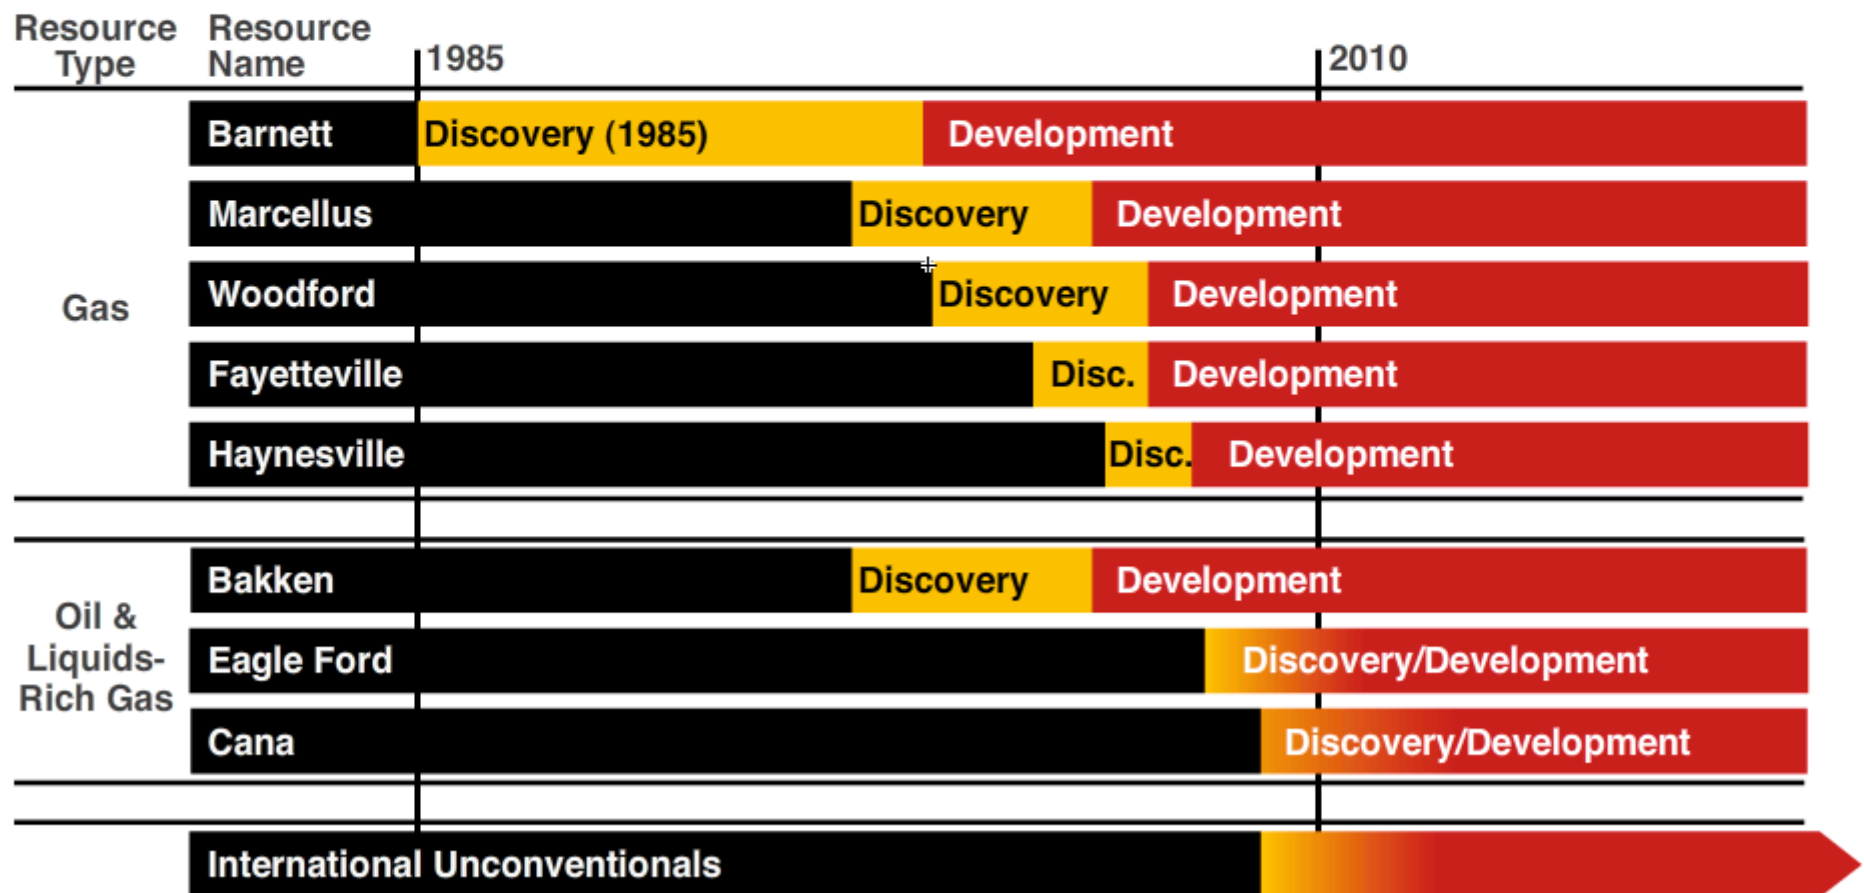 Resource Type
Resource Name
1985
2010
Gas
Barnett
Discovery (1985)
Development
Marcellus
Discovery
Development
Woodford
Discovery
Development
Fayetteville
Disc.
Development
Haynesville
Disc.
Development
Oil &
Liquids-
Rich Gas
Bakken
Discovery
Development
Eagle Ford
Discovery/Development
Cana
Discovery/Development
International Unconventionals